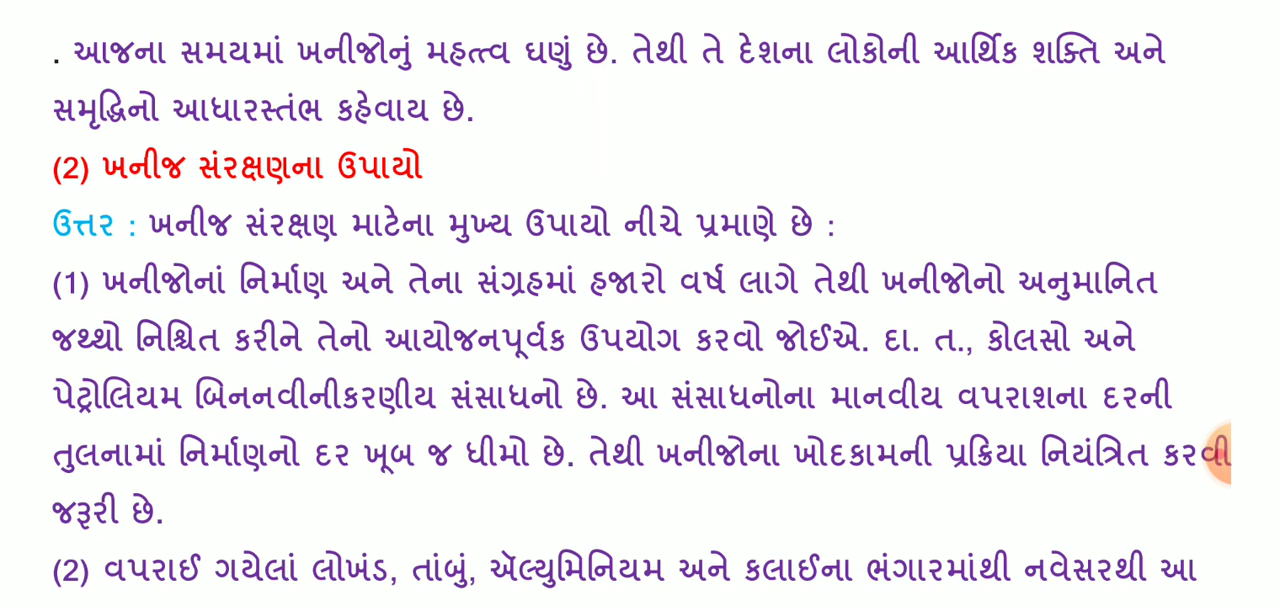 . આજના સમયમાં ખનીજોનું મહત્ત્વ ઘણું છે. તેથી તે દેશના લોકોની આર્થિક શક્તિ અને
સમૃદ્ધિનો આધારસ્તંભ કહેવાય છે.
(2) ખનીજ સંરક્ષણના ઉપાયો
ઉત્તર : ખનીજ સંરક્ષણ માટેના મુખ્ય ઉપાયો નીચે પ્રમાણે છે :
(1) ખનીજોનાં નિર્માણ અને તેના સંગ્રહમાં હજારો વર્ષ લાગે તેથી ખનીજોનો અનુમાનિત
જથ્થો નિશ્ચિત કરીને તેનો આયોજનપૂર્વક ઉપયોગ કરવો જોઈએ. દા. ત., કોલસો અને
પેટ્રોલિયમ બિનનવીનીકરણીય સંસાધનો છે. આ સંસાધનોના માનવીય વપરાશના દરની
તુલનામાં નિર્માણનો દર ખૂબ જ ધીમો છે. તેથી ખનીજોના ખોદકામની પ્રક્રિયા નિયંત્રિત કરવી
જરૂરી છે.
(2) વપરાઈ ગયેલાં લોખંડ, તાંબું, ઍલ્યુમિનિયમ અને કલાઈના ભંગારમાંથી નવેસરથી આ